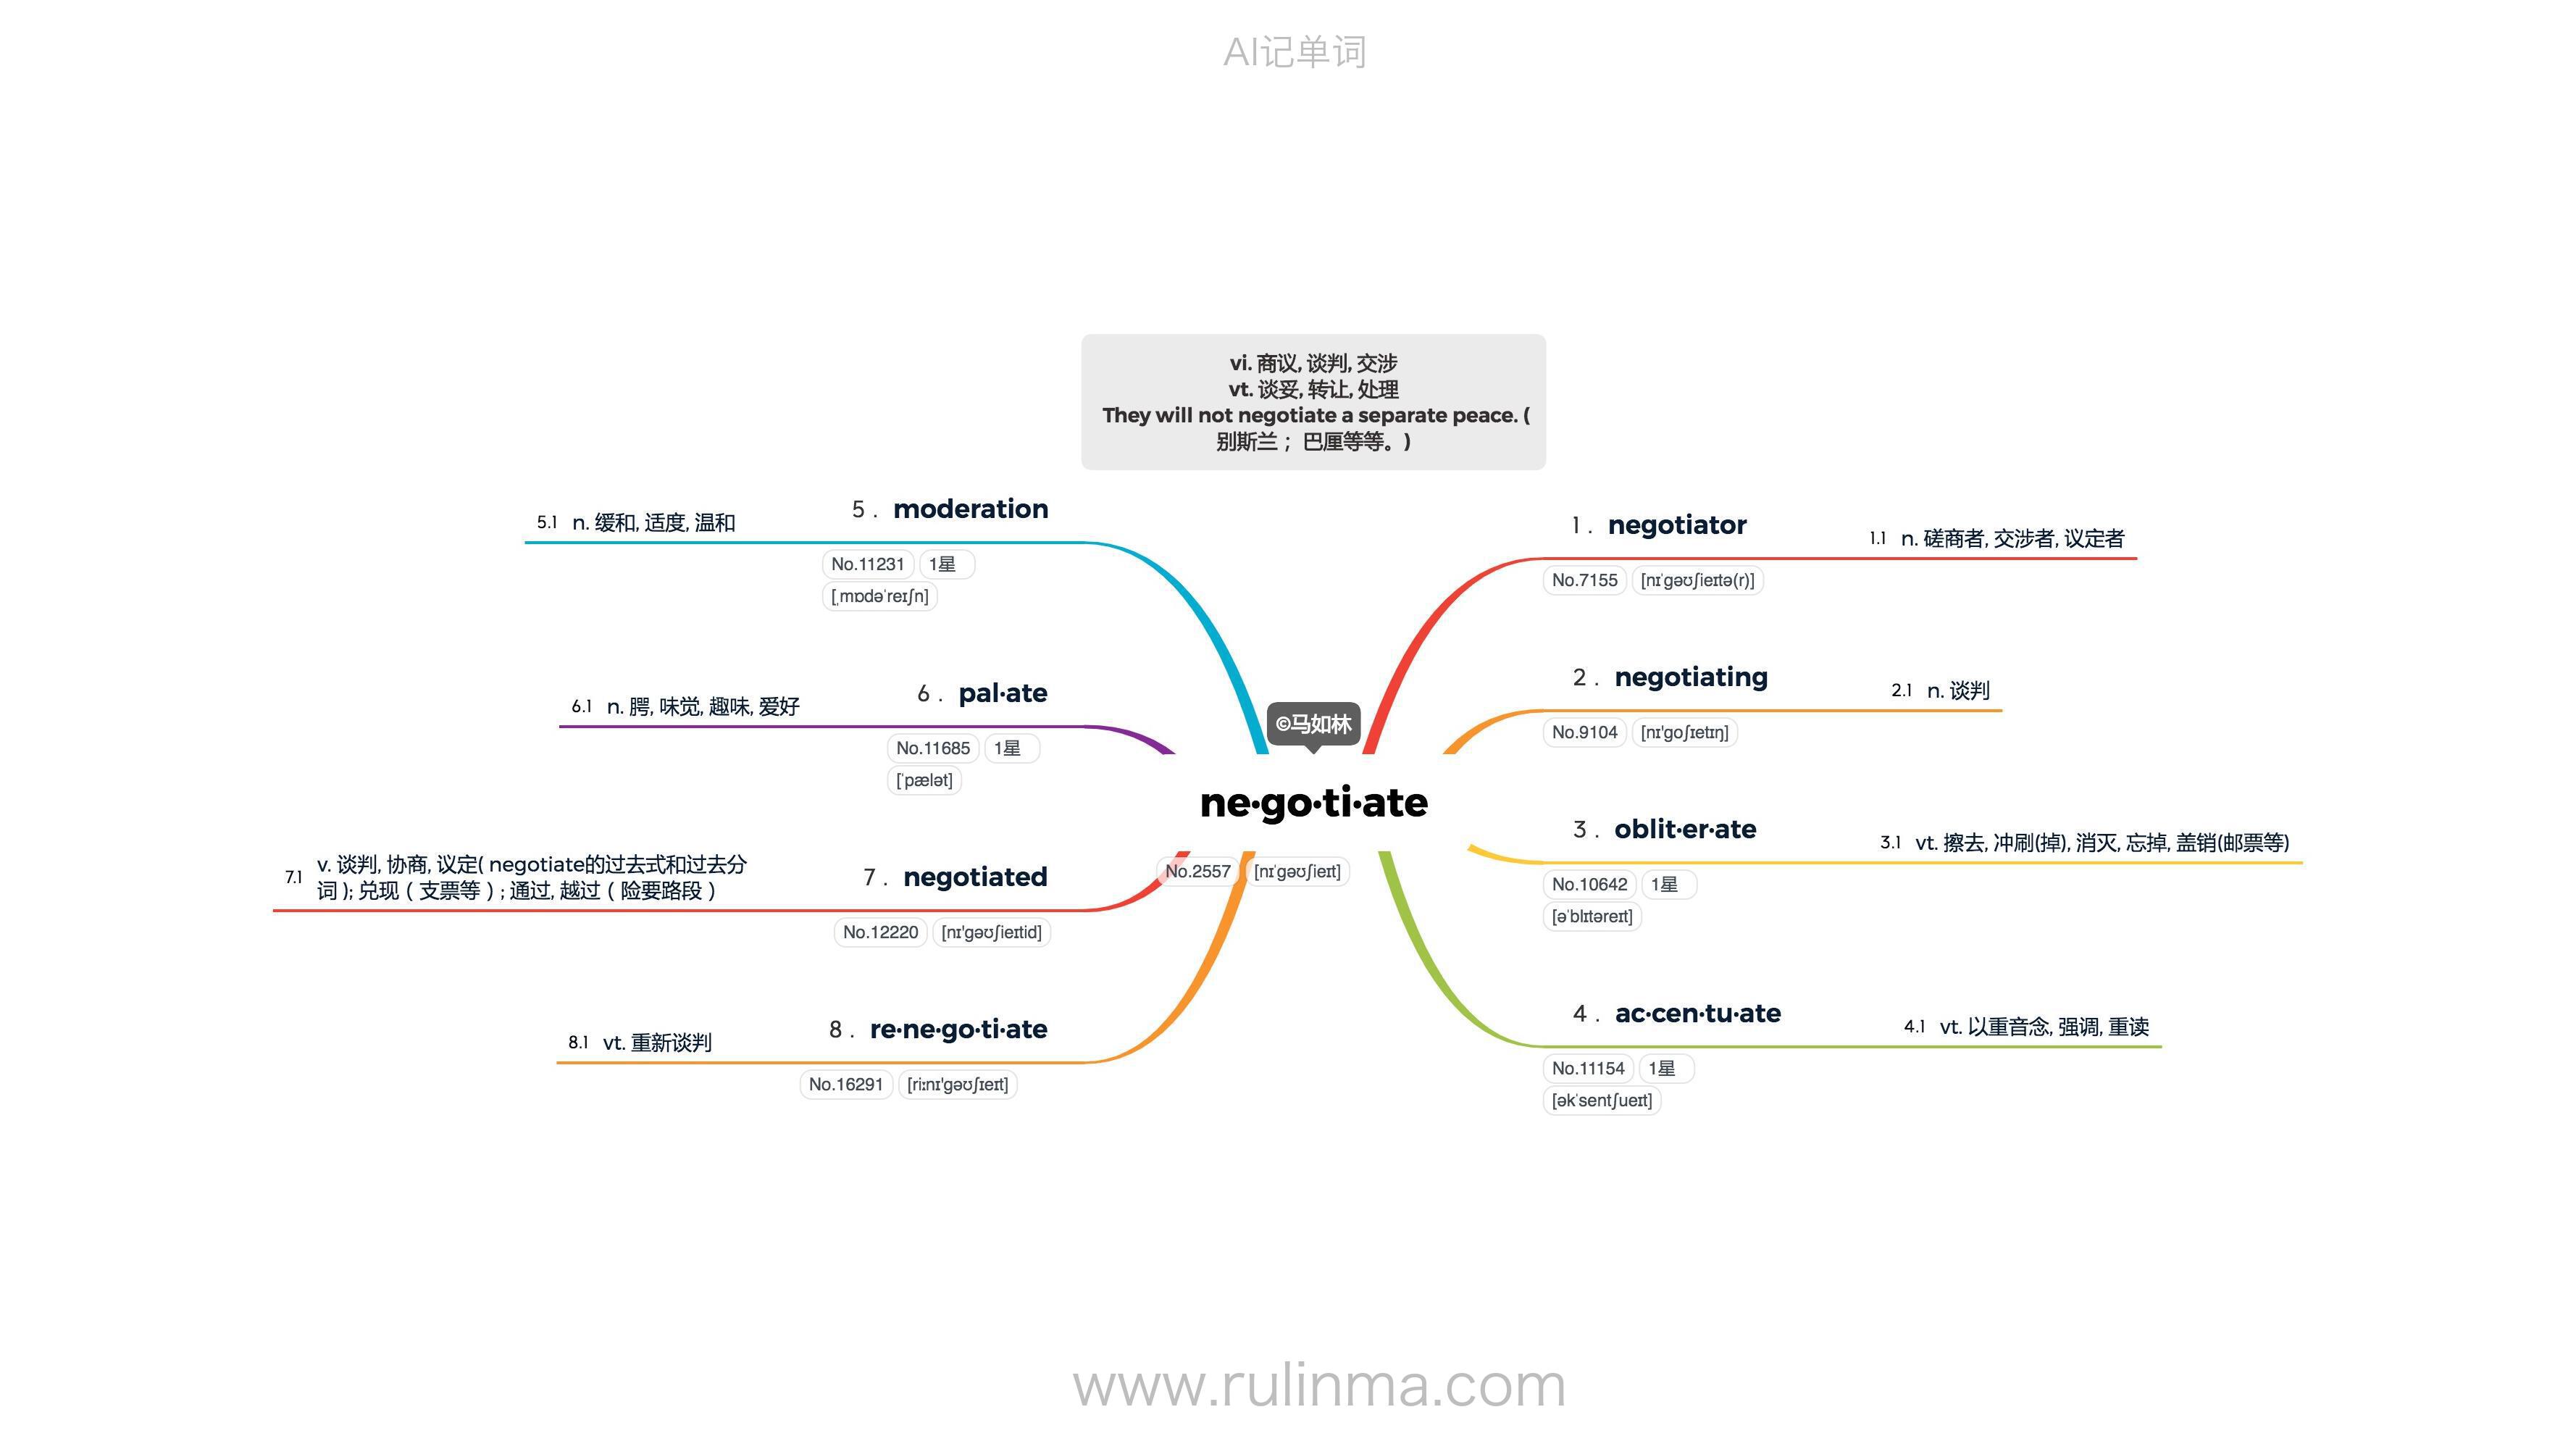 AI记单词
vi. 商议, 谈判, 交涉
vt. 谈妥, 转让, 处理
They will not negotiate a separate peace. (
别斯兰； 巴厘等等。)
©马如林
ne·go·ti·ate
No.2557 [nɪˈɡəʊʃieɪt]
1 . negotiator
No.7155 [nɪˈɡəʊʃieɪtə(r)]
1.1 n. 磋商者, 交涉者, 议定者
2 . negotiating
No.9104 [nɪ'goʃɪetɪŋ]
2.1 n. 谈判
3 . oblit·er·ate
No.10642 1星
[əˈblɪtəreɪt]
3.1 vt. 擦去, 冲刷(掉), 消灭, 忘掉, 盖销(邮票等)
4 . ac·cen·tu·ate
No.11154 1星
[əkˈsentʃueɪt]
4.1 vt. 以重音念, 强调, 重读
5 . moderation
No.11231 1星
[ˌmɒdəˈreɪʃn]
5.1 n. 缓和, 适度, 温和
6 . pal·ate
No.11685 1星
[ˈpælət]
6.1 n. 腭, 味觉, 趣味, 爱好
7 . negotiated
No.12220 [nɪ'gəʊʃieɪtid]
7.1 v. 谈判, 协商, 议定( negotiate的过去式和过去分
词 ); 兑现（支票等）; 通过, 越过（险要路段）
8 . re·ne·go·ti·ate
No.16291 [riːnɪ'gəʊʃɪeɪt]
8.1 vt. 重新谈判
www.rulinma.com